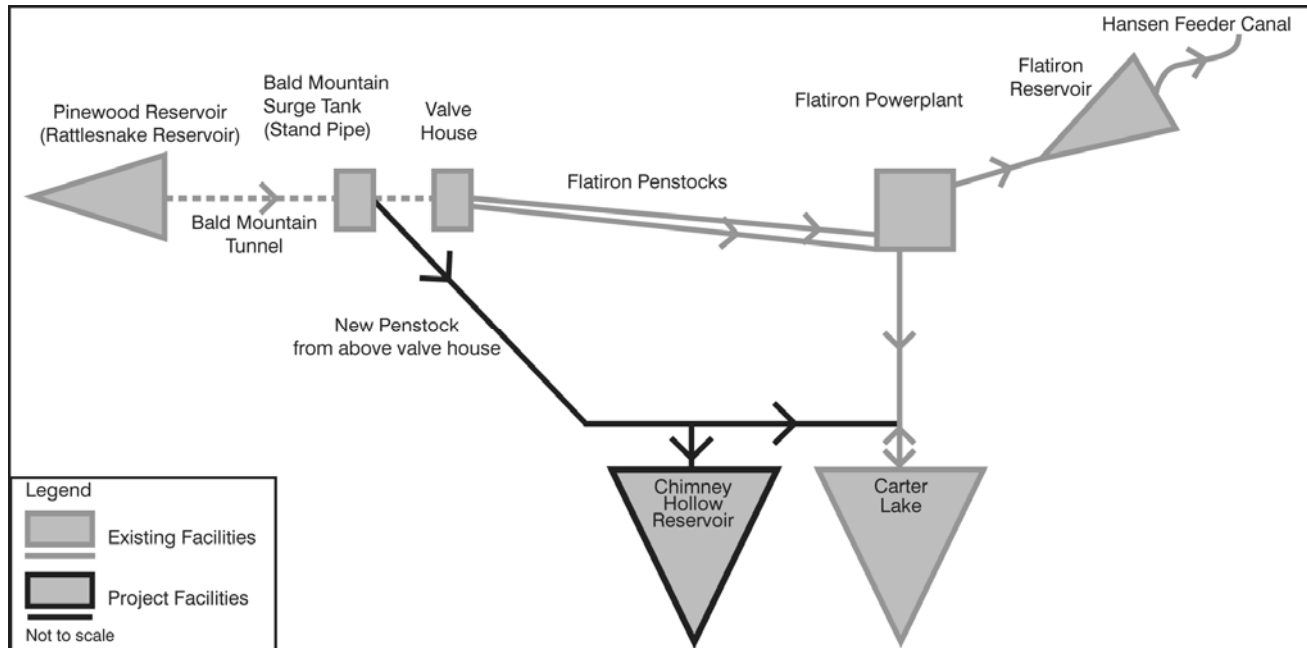 Hansen Feeder Canal
Flatiron
Reservoir
Flatiron Powerplant
Bald Mountain
Surge Tank
(Stand Pipe)
Valve
House
Pinewood Reservoir
(Rattlesnake Reservoir)
Flatiron Penstocks
Bald Mountain
Tunnel
New Penstock
from above valve house
Chimney
Hollow
Reservoir
Carter
Lake
Legend
Existing Facilities
Project Facilities
Not to scale